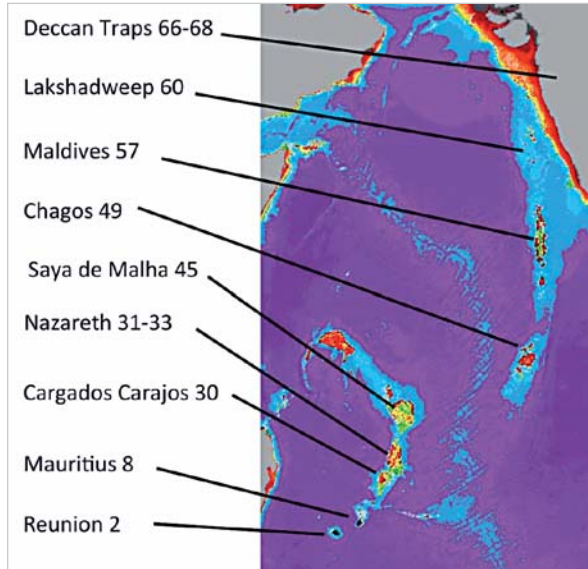 Deccan Traps 66-68
Lakshadweep 60
Maldives 57
Chagos 49
Saya de Malha 45
Nazareth 31-33
Cargados Carajos 30
Mauritius 8
Reunion 2